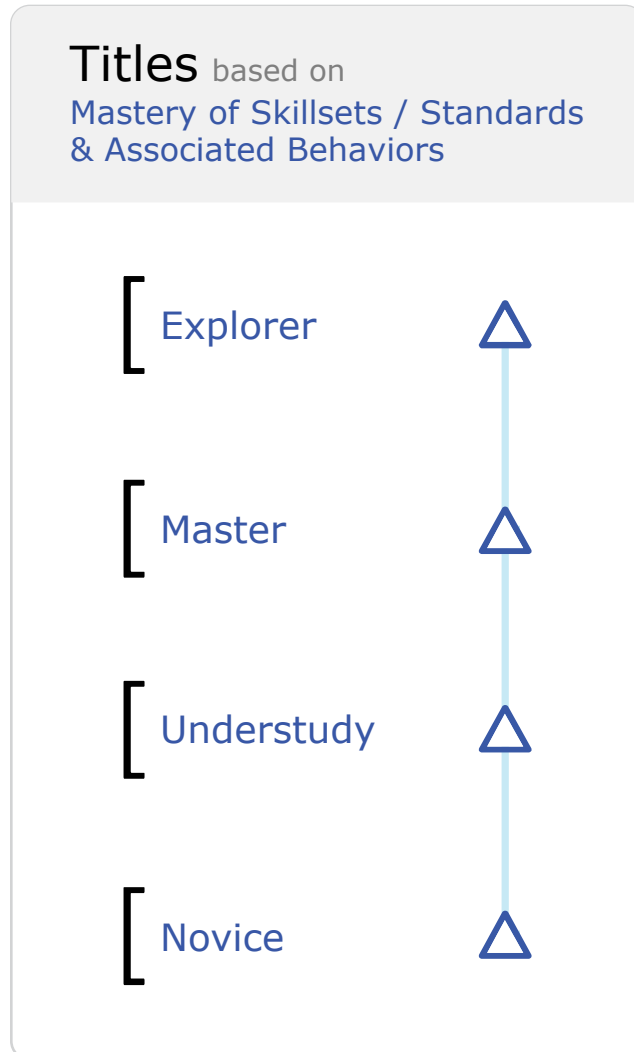 Titles based on
Mastery of Skillsets / Standards
& Associated Behaviors
Explorer
Master
Understudy
Novice